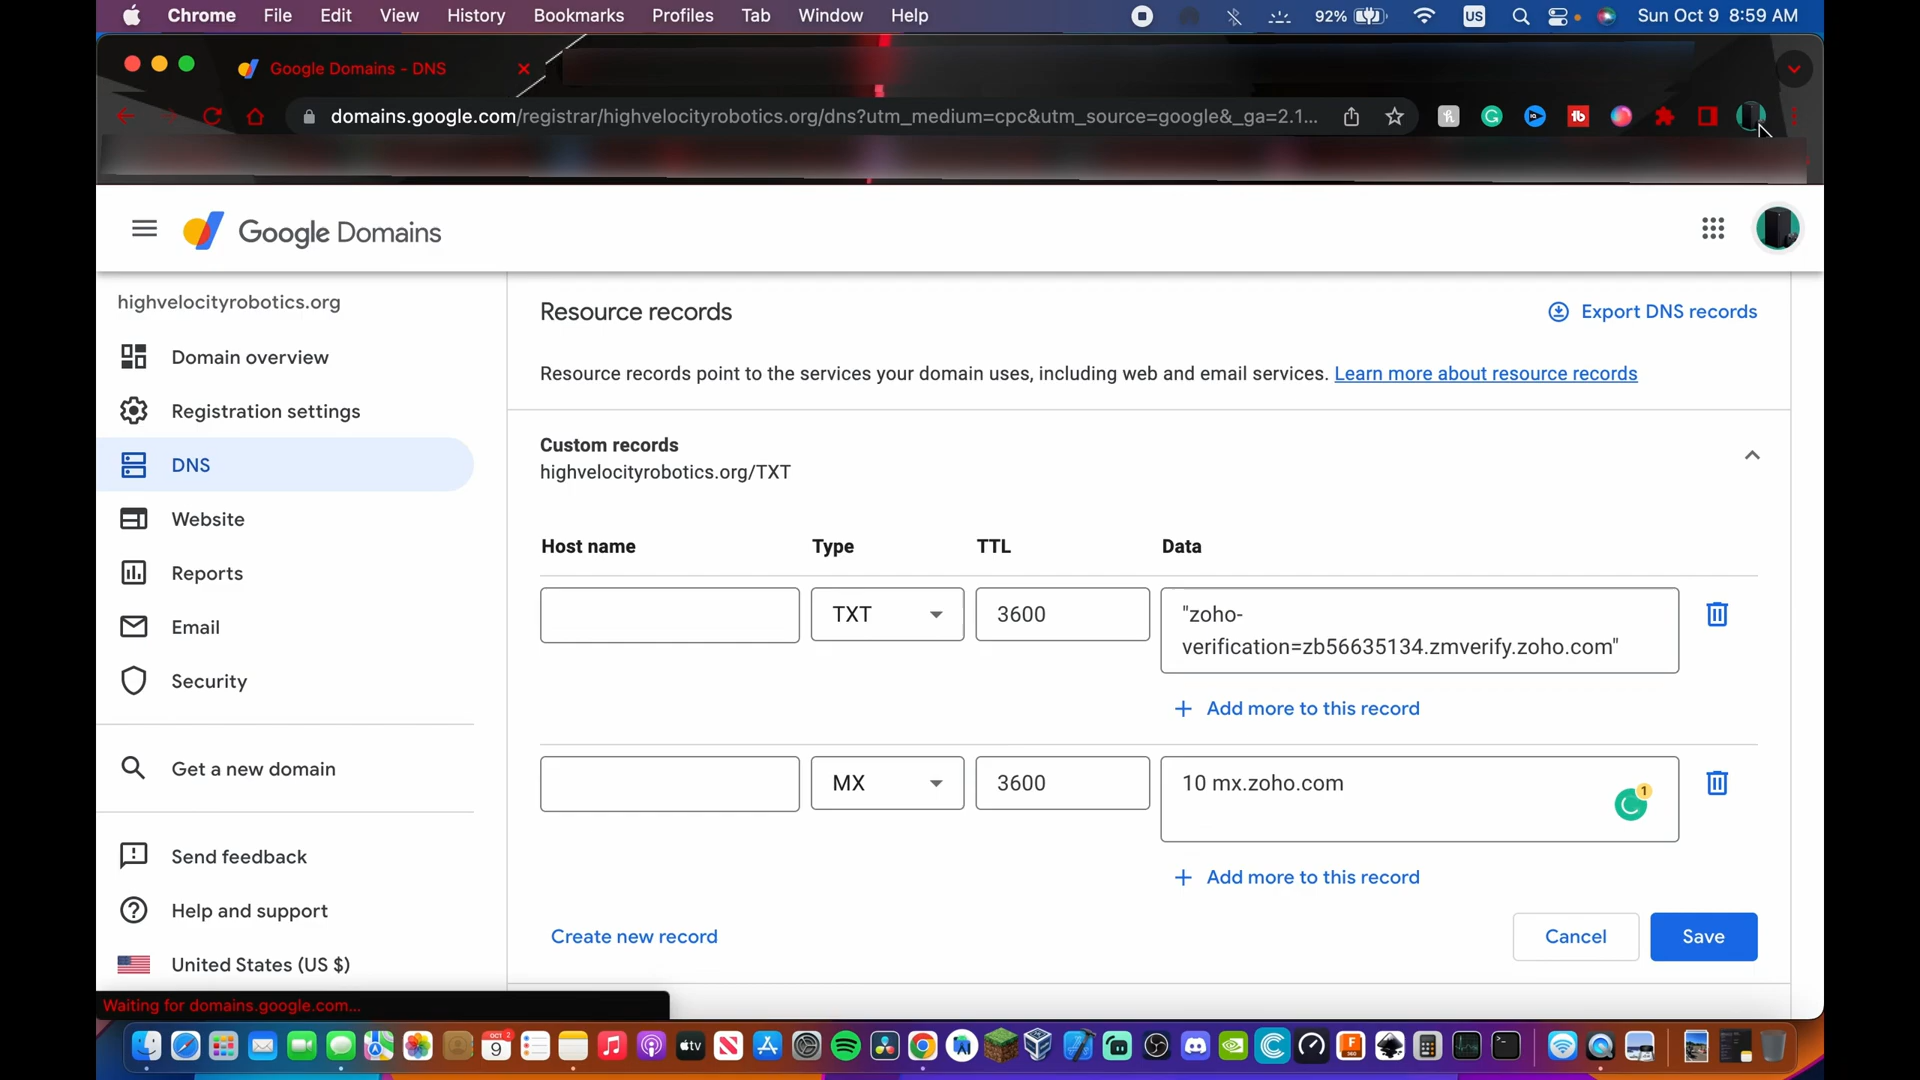 Chrome File Edit View History Bookmarks Profiles Tab Window Help 92% US Sun Oct 9 8:59 AM
Google Domains - DNS
domains.google.com/registrar/highvelocityrobotics.org/dns?utm_medium=cpc&utm_source=google&_ga=2.1...
Google Domains
highvelocityrobotics.org
Domain overview
Registration settings
DNS
Website
Reports
Email
Security
Get a new domain
Send feedback
Help and support
United States (US $)
Resource records
Export DNS records
Resource records point to the services your domain uses, including web and email services. Learn more about resource records
Custom records
highvelocityrobotics.org/TXT
Host name Type TTL Data
TXT 3600 "zoho-
verification=zb56635134.zmverify.zoho.com"
+ Add more to this record
MX 3600 10 mx.zoho.com
1
+ Add more to this record
Create new record
Cancel Save
Waiting for domains.google.com...
OCT 2
9
tv